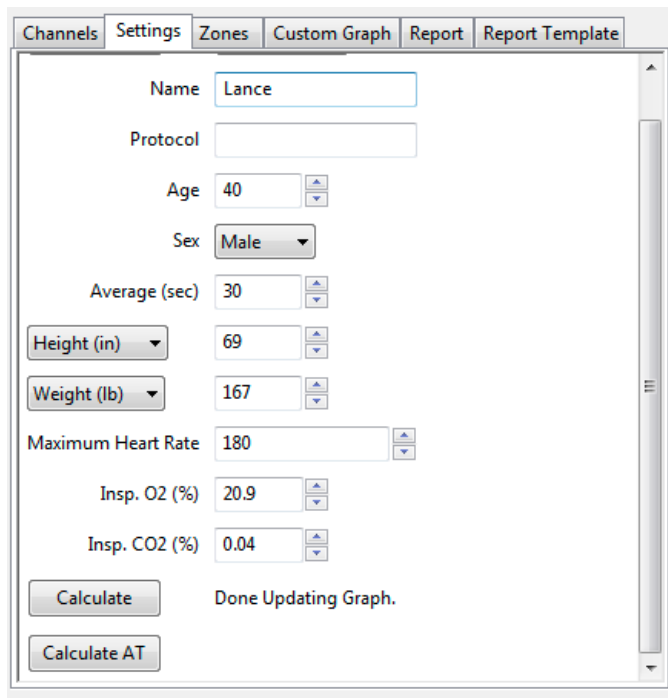 Channels Settings Zones Custom Graph Report Report Template
Name Lance
Protocol
Age 40
Sex Male
Average (sec) 30
Height (in) 69
Weight (lb) 167
Maximum Heart Rate 180
Insp. O2 (%) 20.9
Insp. CO2 (%) 0.04
Calculate Done Updating Graph.
Calculate AT